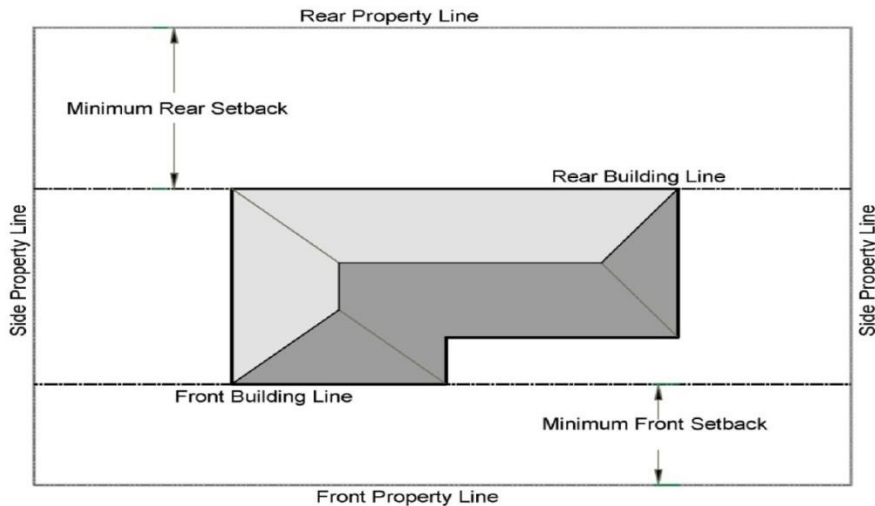 Rear Property Line
Minimum Rear Setback
Rear Building Line
Side Property Line
Side Property Line
Front Building Line
Minimum Front Setback
Front Property Line